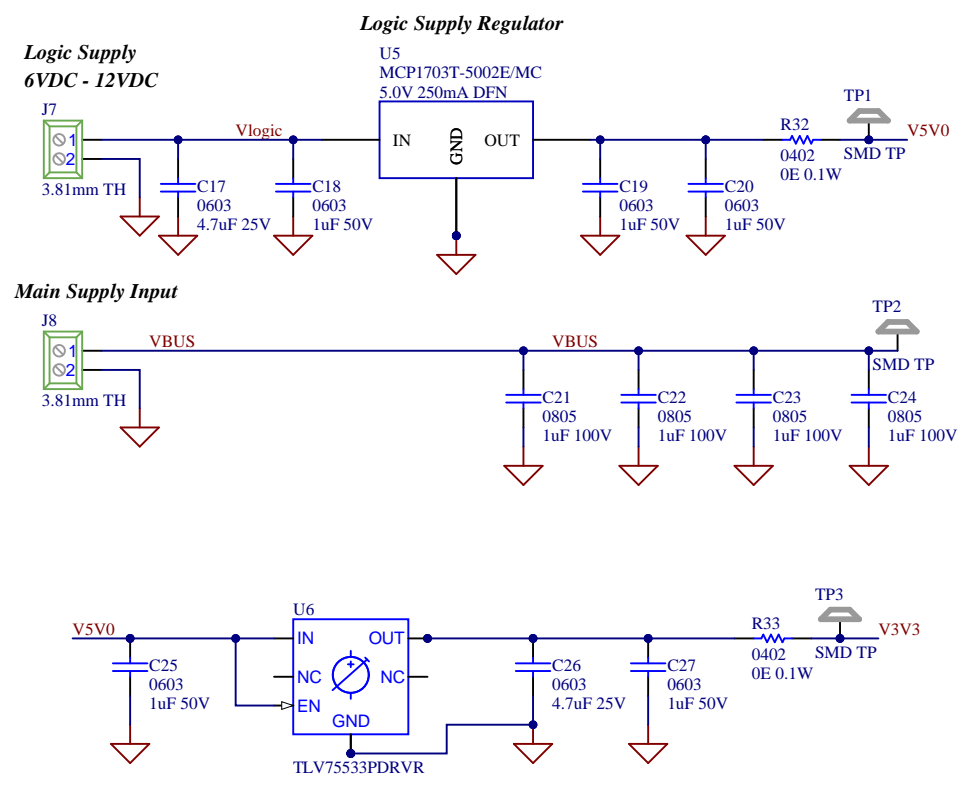 Logic Supply Regulator
Logic Supply
6VDC - 12VDC
U5
MCP1703T-5002E/MC
5.0V 250mA DFN
J7
1
2
3.81mm TH
Vlogic
IN
GND
OUT
C17
0603
4.7uF 25V
C18
0603
1uF 50V
C19
0603
1uF 50V
C20
0603
1uF 50V
R32
0402
0E 0.1W
TP1
SMD TP
V5V0
Main Supply Input
J8
1
2
3.81mm TH
VBUS
VBUS
TP2
SMD TP
C21
0805
1uF 100V
C22
0805
1uF 100V
C23
0805
1uF 100V
C24
0805
1uF 100V
V5V0
C25
0603
1uF 50V
U6
IN
OUT
NC
NC
EN
GND
TLV75533PDRVR
C26
0603
4.7uF 25V
C27
0603
1uF 50V
R33
0402
0E 0.1W
TP3
SMD TP
V3V3